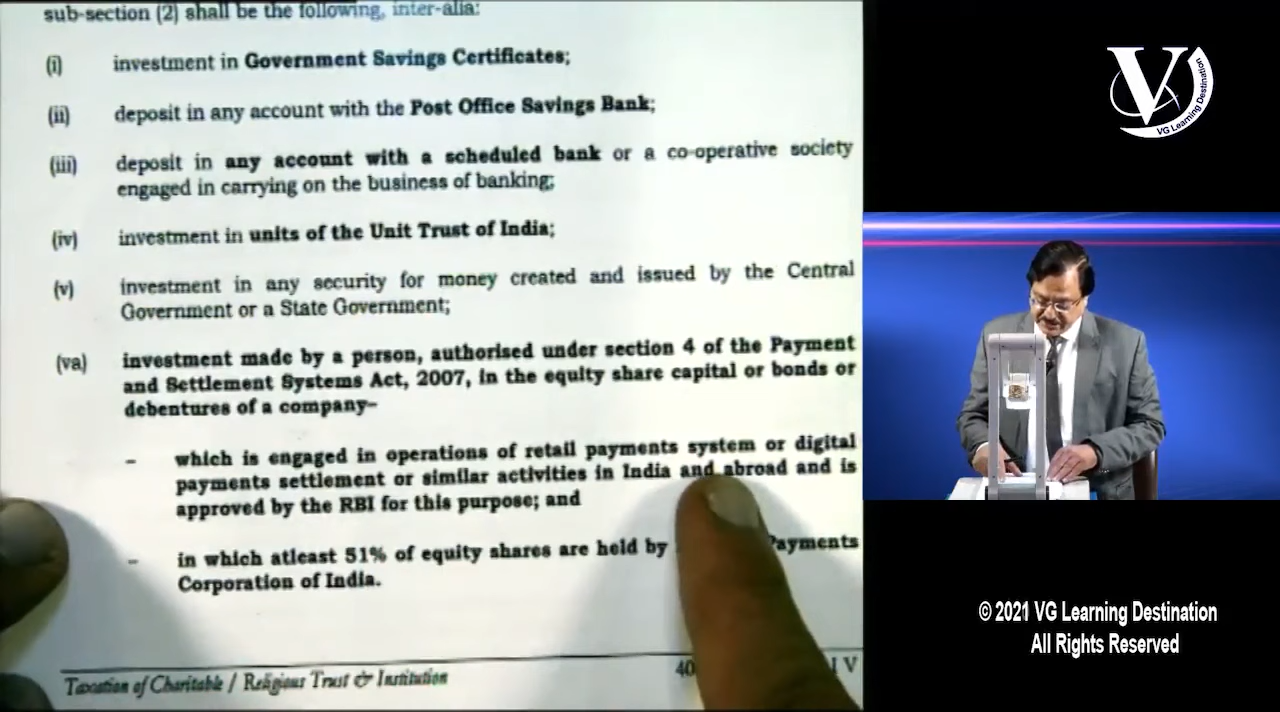 sub-section (2) shall be the following, inter-alia:
(i) investment in Government Savings Certificates;
(ii) deposit in any account with the Post Office Savings Bank;
(iii) deposit in any account with a scheduled bank or a co-operative society
engaged in carrying on the business of banking;
(iv) investment in units of the Unit Trust of India;
(v) investment in any security for money created and issued by the Central
Government or a State Government;
(va) investment made by a person, authorised under section 4 of the Payment
and Settlement Systems Act, 2007, in the equity share capital or bonds or
debentures of a company–
- which is engaged in operations of retail payments system or digital
payments settlement or similar activities in India and abroad and is
approved by the RBI for this purpose; and
- in which atleast 51% of equity shares are held by Payments
Corporation of India.
Taxation of Charitable / Religious Trust & Institution 40 V
V
VG Learning Destination
© 2021 VG Learning Destination
All Rights Reserved